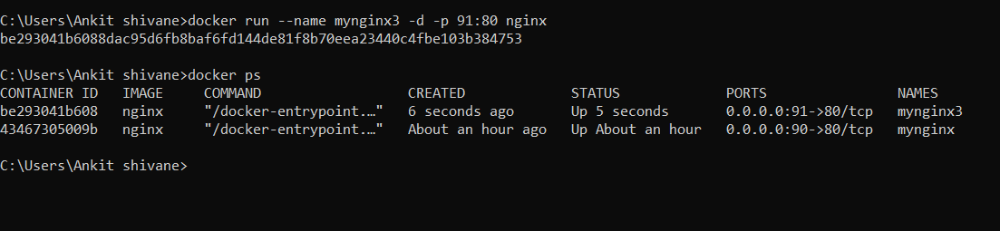 C:\Users\Ankit shivane>docker run --name mynginx3 -d -p 91:80 nginx
be293041b6088dac95d6fb8baf6fd144de81f8b70eea23440c4fbe103b384753
C:\Users\Ankit shivane>docker ps
CONTAINER ID   IMAGE     COMMAND                  CREATED             STATUS             PORTS                NAMES
be293041b608   nginx     "/docker-entrypoint.…"   6 seconds ago       Up 5 seconds       0.0.0.0:91->80/tcp   mynginx3
43467305009b   nginx     "/docker-entrypoint.…"   About an hour ago   Up About an hour   0.0.0.0:90->80/tcp   mynginx
C:\Users\Ankit shivane>